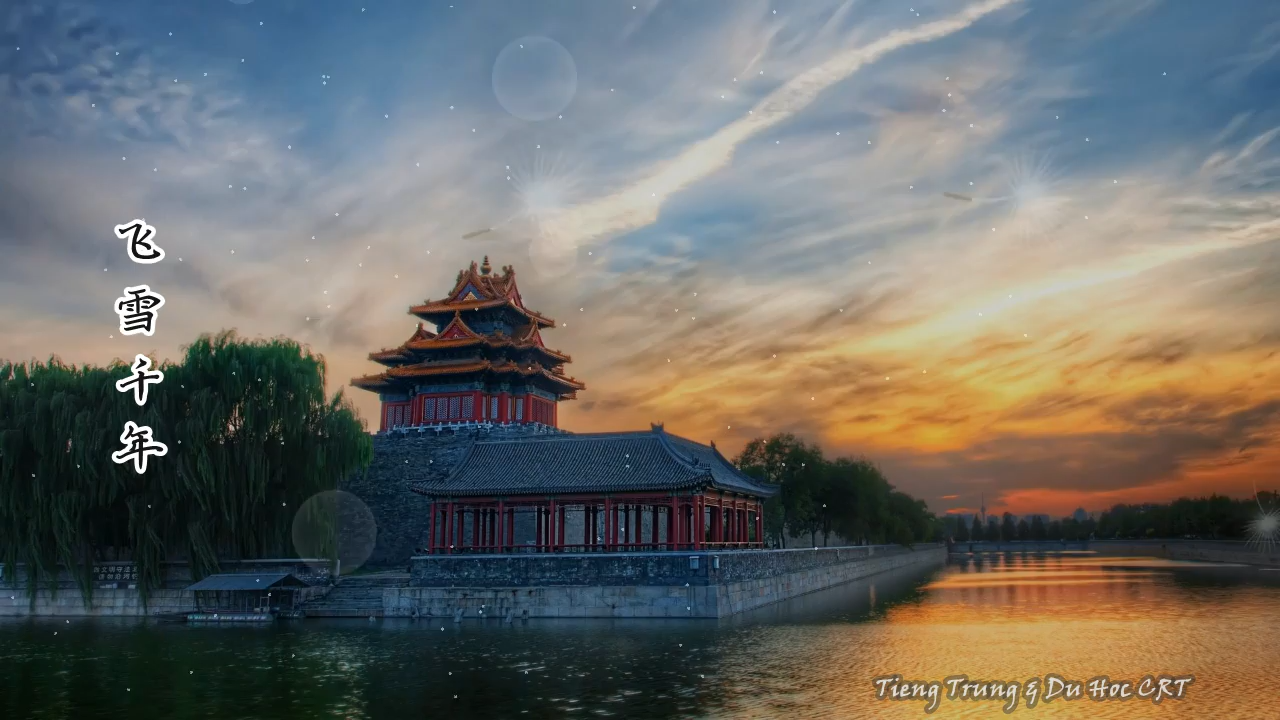 飞雪千年
Tieng Trung & Du Hoc CRT